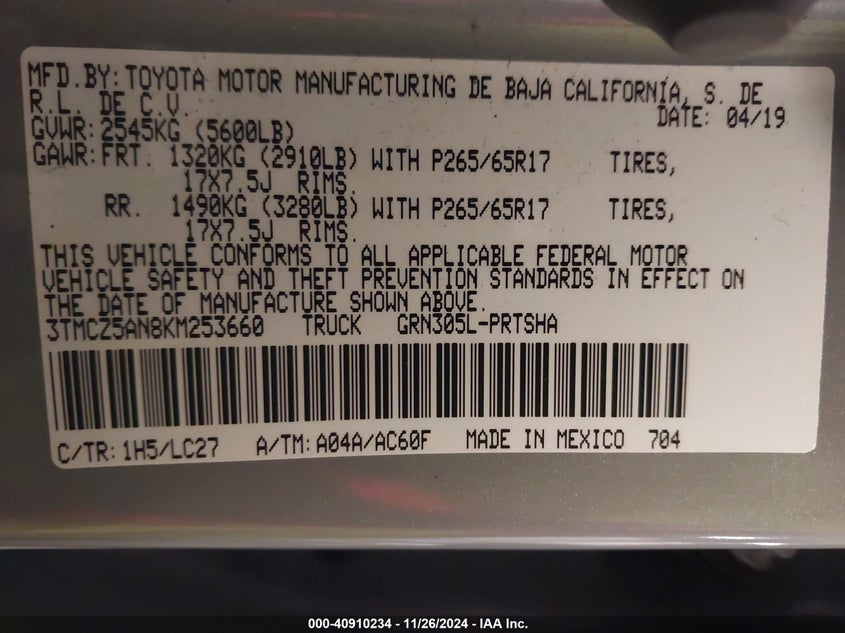 MFD.BY: TOYOTA MOTOR MANUFACTURING DE BAJA CALIFORNIA, S. DE
R.L. DE C.V. DATE: 04/19
GVWR: 2545KG (5600LB)
GAWR: FRT. 1320KG (2910LB) WITH P265/65R17 TIRES,
17X7.5J RIMS.
RR. 1490KG (3280LB) WITH P265/65R17 TIRES,
17X7.5J RIMS.
THIS VEHICLE CONFORMS TO ALL APPLICABLE FEDERAL MOTOR
VEHICLE SAFETY AND THEFT PREVENTION STANDARDS IN EFFECT ON
THE DATE OF MANUFACTURE SHOWN ABOVE.
3TMCZ5AN8KM253660 TRUCK GRN305L-PRTSHA
C/TR: 1H5/LC27 A/TM: A04A/AC60F MADE IN MEXICO 704
000-40910234 - 11/26/2024 - IAA Inc.